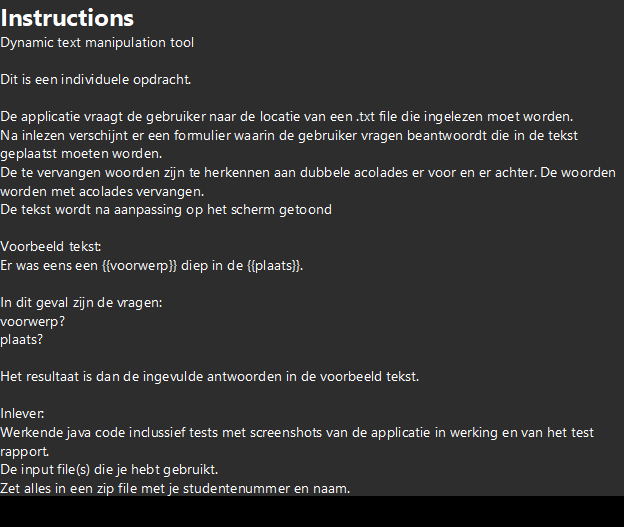 Instructions
Dynamic text manipulation tool
Dit is een individuele opdracht.
De applicatie vraagt de gebruiker naar de locatie van een .txt file die ingelezen moet worden.
Na inlezen verschijnt er een formulier waarin de gebruiker vragen beantwoordt die in de tekst
geplaatst moeten worden.
De te vervangen woorden zijn te herkennen aan dubbele acolades er voor en er achter. De woorden
worden met acolades vervangen.
De tekst wordt na aanpassing op het scherm getoond
Voorbeeld tekst:
Er was eens een {{voorwerp}} diep in de {{plaats}}.
In dit geval zijn de vragen:
voorwerp?
plaats?
Het resultaat is dan de ingevulde antwoorden in de voorbeeld tekst.
Inlever:
Werkende java code inclussief tests met screenshots van de applicatie in werking en van het test
rapport.
De input file(s) die je hebt gebruikt.
Zet alles in een zip file met je studentenummer en naam.